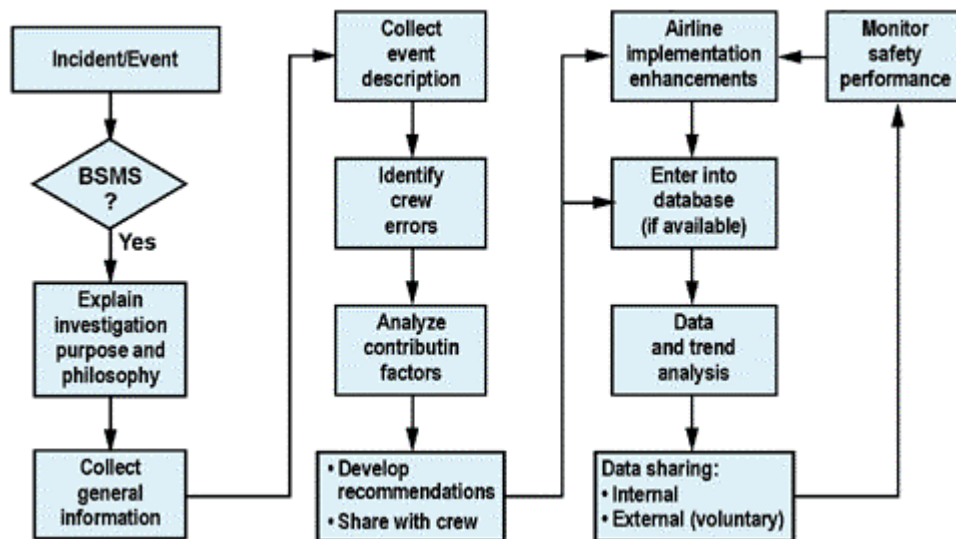 Incident/Event
BSMS
?
Yes
Explain
investigation
purpose and
philosophy
Collect
general
information
Collect
event
description
Identify
crew
errors
Analyze
contributin
factors
• Develop
recommendations
• Share with crew
Airline
implementation
enhancements
Enter into
database
(if available)
Data
and trend
analysis
Data sharing:
• Internal
• External (voluntary)
Monitor
safety
performance